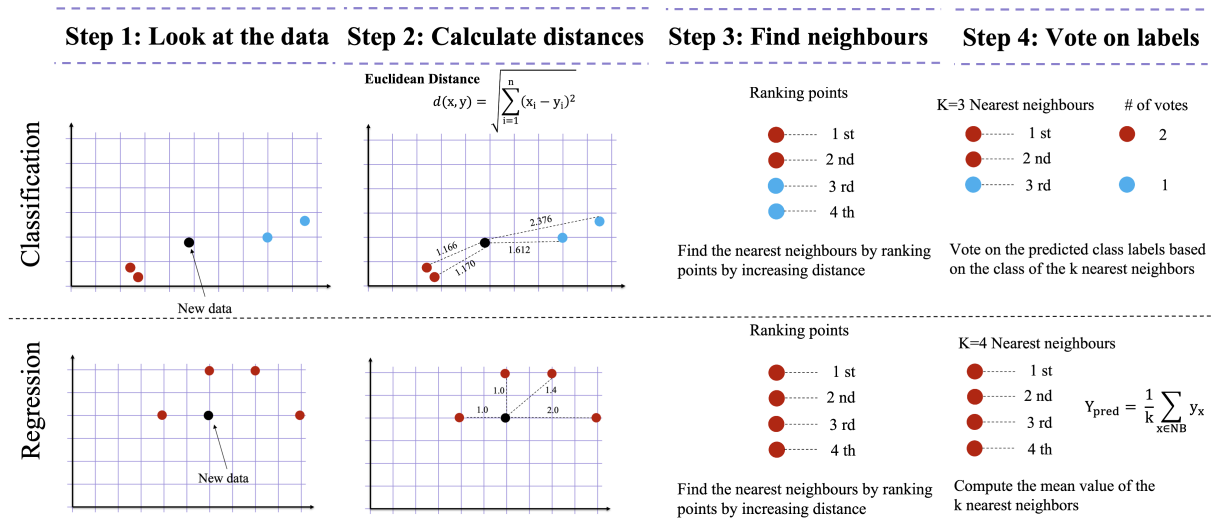 Step 1: Look at the data
Step 2: Calculate distances
Step 3: Find neighbours
Step 4: Vote on labels
Classification
New data
Euclidean Distance
d(x,y) = √∑ⁿᵢ₌₁(xᵢ − yᵢ)²
1.166
1.170
2.376
1.612
Ranking points
1 st
2 nd
3 rd
4 th
Find the nearest neighbours by ranking
points by increasing distance
K=3 Nearest neighbours
# of votes
1 st
2
2 nd
3 rd
1
Vote on the predicted class labels based
on the class of the k nearest neighbors
Regression
New data
1.0
1.4
1.0
2.0
Ranking points
1 st
2 nd
3 rd
4 th
Find the nearest neighbours by ranking
points by increasing distance
K=4 Nearest neighbours
1 st
2 nd
3 rd
4 th
Y_pred = 1/k ∑_{x∈NB} y_x
Compute the mean value of the
k nearest neighbors